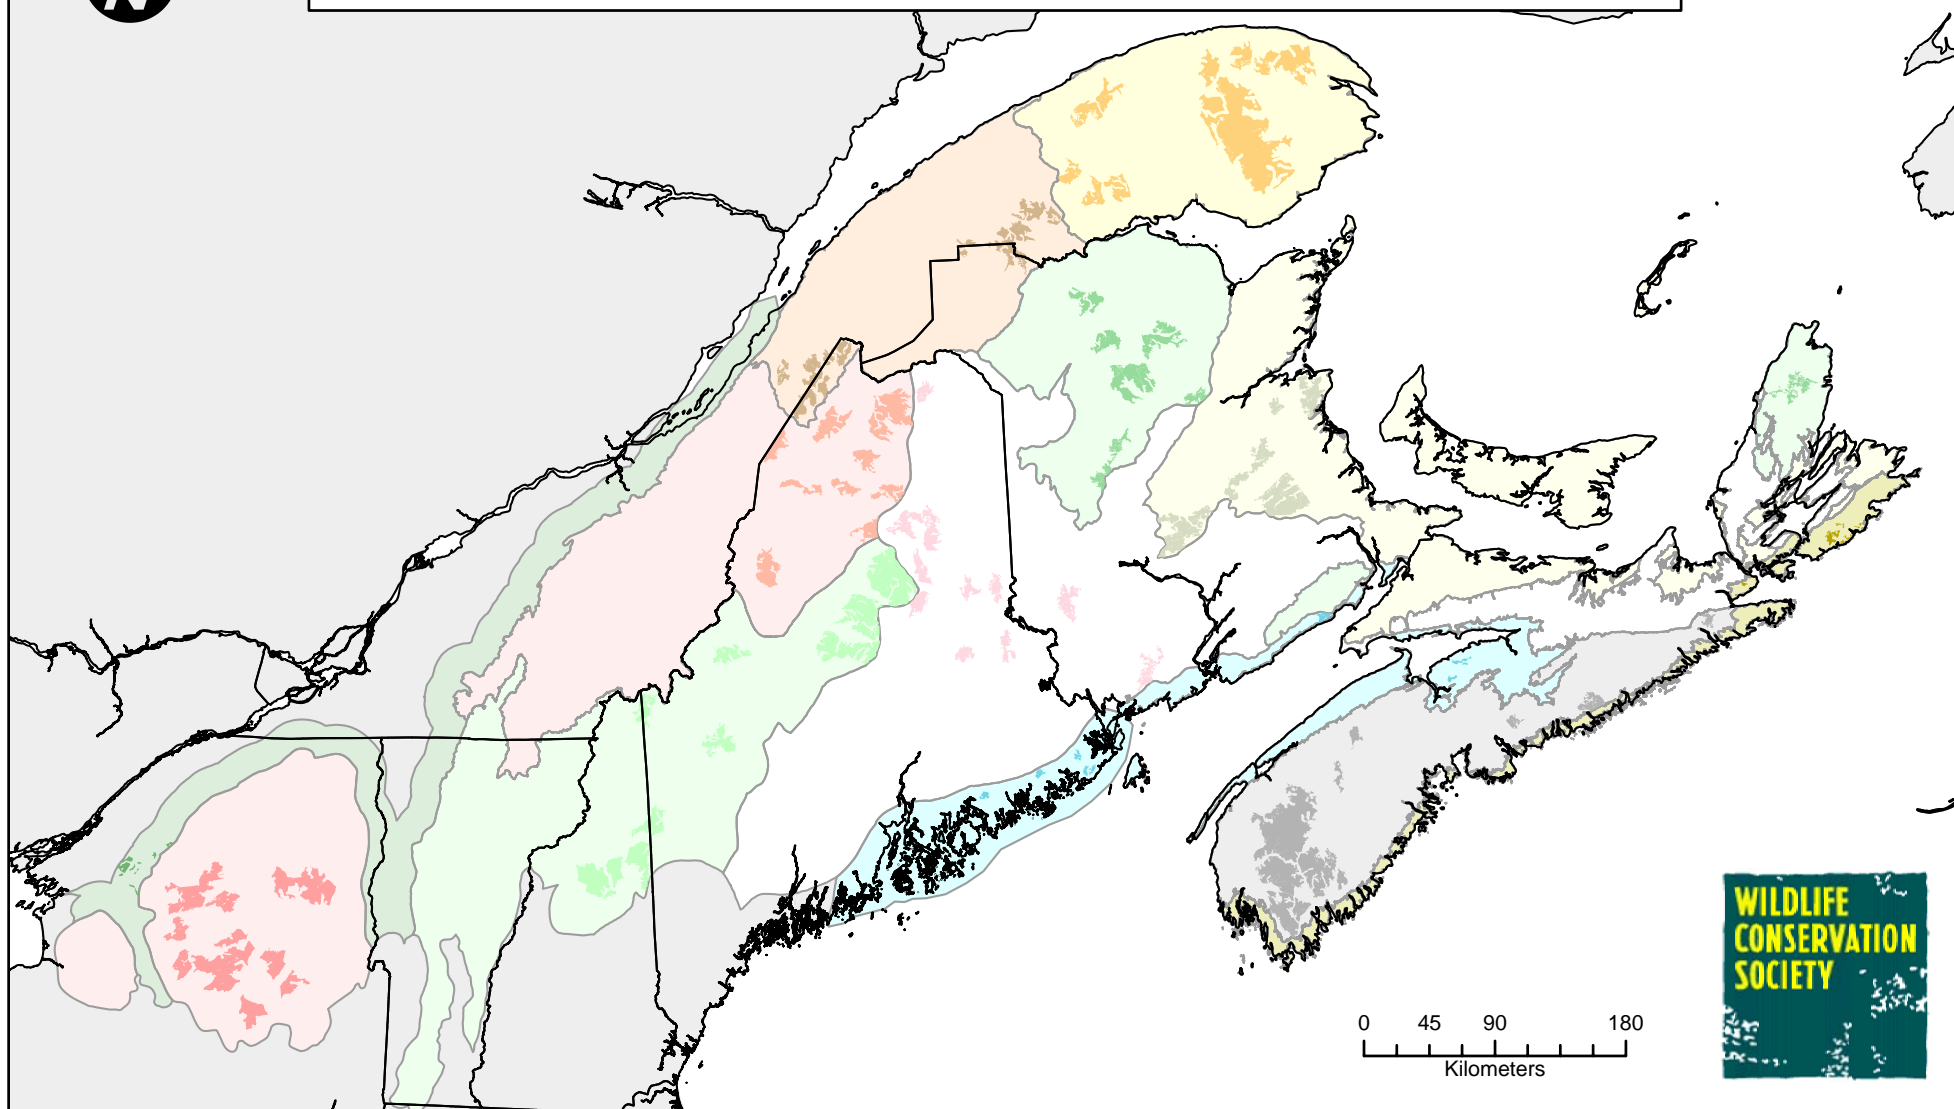 N
0 45 90 180
Kilometers
WILDLIFE
CONSERVATION
SOCIETY